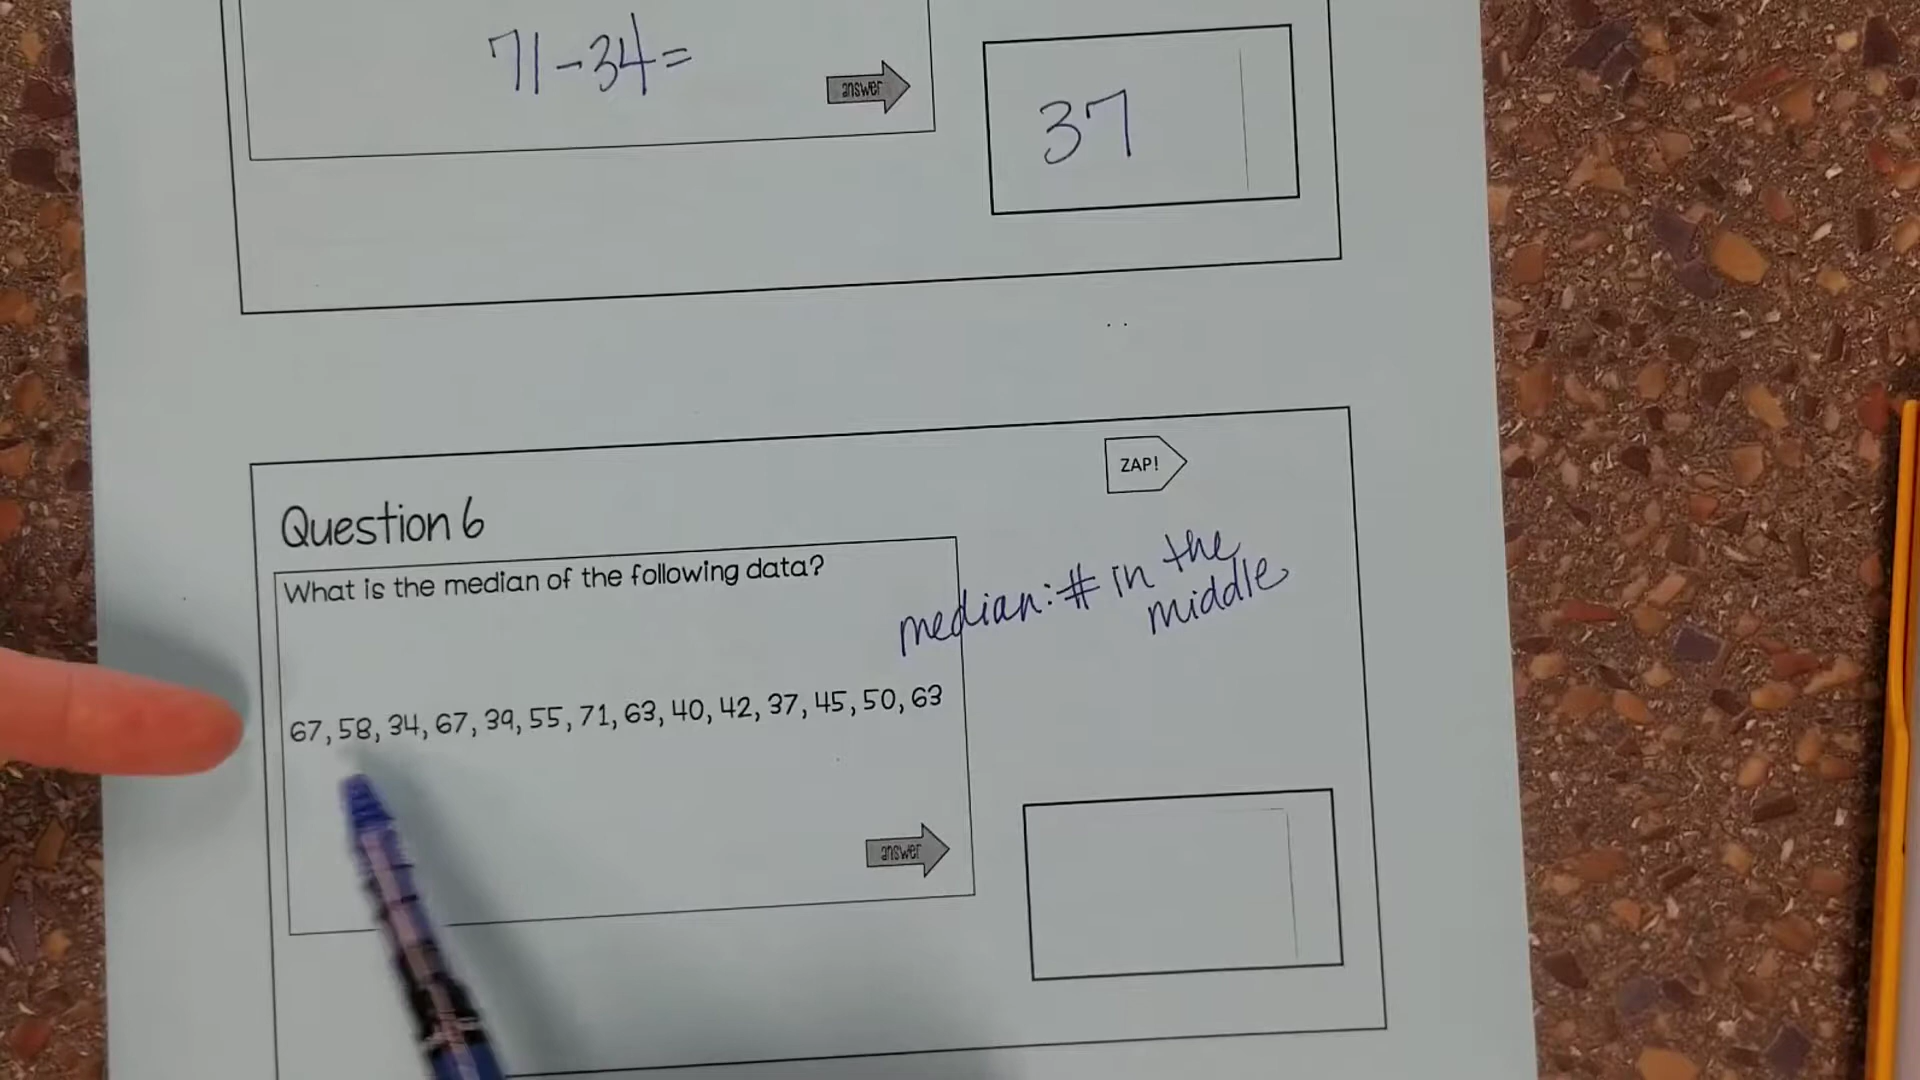 71-34=
answer
37
ZAP!
Question 6
What is the median of the following data?
median: # in the
middle
67, 58, 34, 67, 39, 55, 71, 63, 40, 42, 37, 45, 50, 63
answer